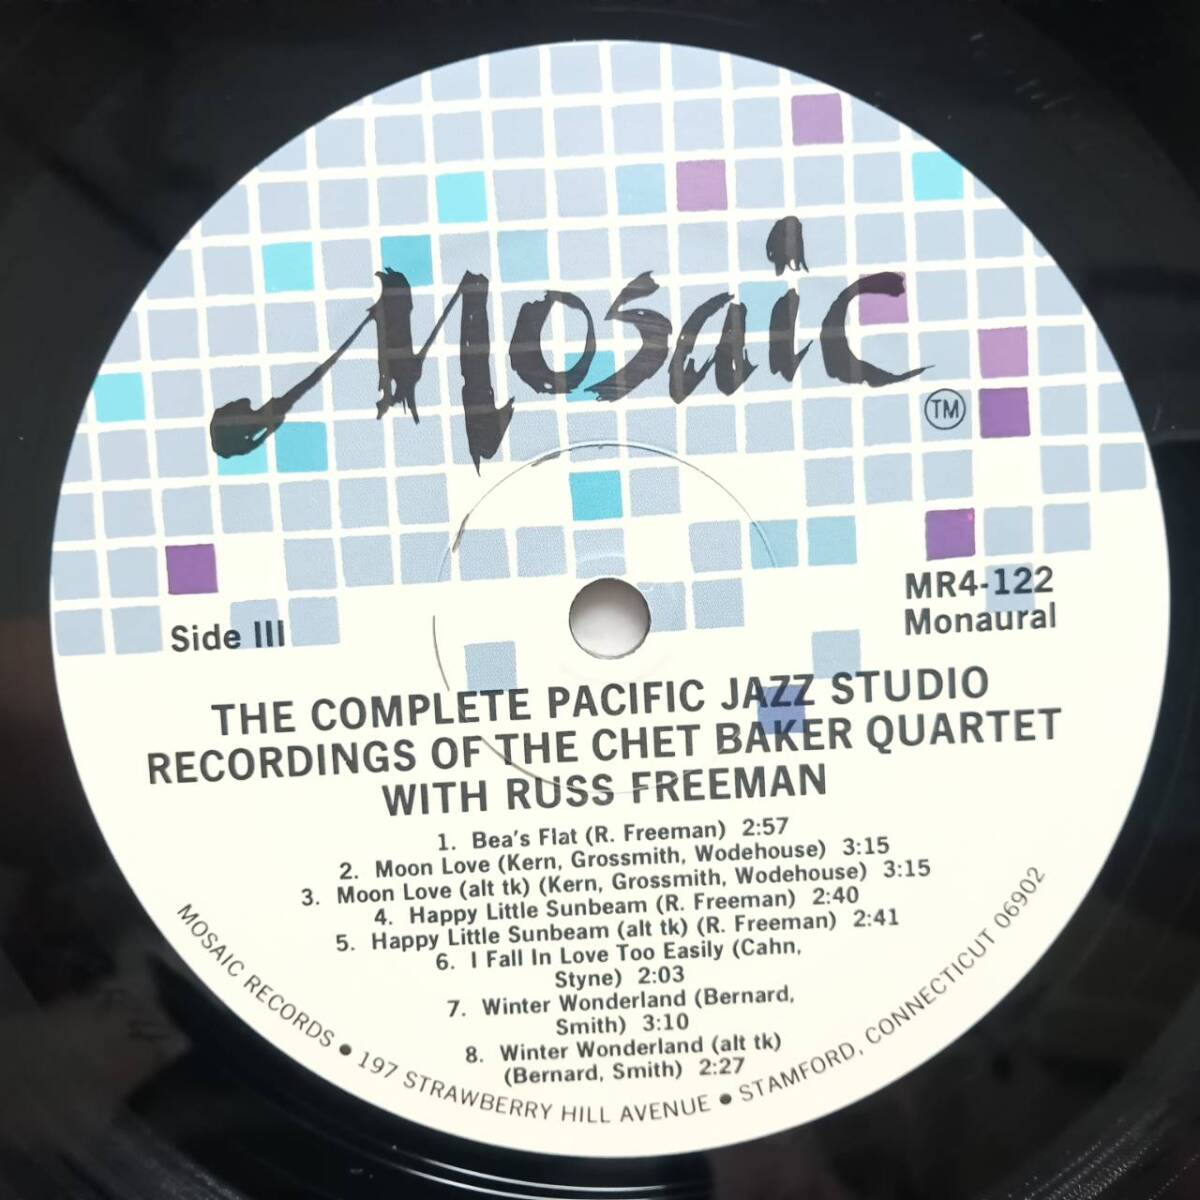 Mosaic
TM
MR4-122
Monaural
Side III
THE COMPLETE PACIFIC JAZZ STUDIO
RECORDINGS OF THE CHET BAKER QUARTET
WITH RUSS FREEMAN
1. Bea's Flat (R. Freeman) 2:57
2. Moon Love (Kern, Grossmith, Wodehouse) 3:15
3. Moon Love (alt tk) (Kern, Grossmith, Wodehouse) 3:15
4. Happy Little Sunbeam (R. Freeman) 2:40
5. Happy Little Sunbeam (alt tk) (R. Freeman) 2:41
6. I Fall In Love Too Easily (Cahn,
Styne) 2:03
7. Winter Wonderland (Bernard,
Smith) 3:10
8. Winter Wonderland (alt tk)
(Bernard, Smith) 2:27
MOSAIC RECORDS • 197 STRAWBERRY HILL AVENUE • STAMFORD, CONNECTICUT 06902